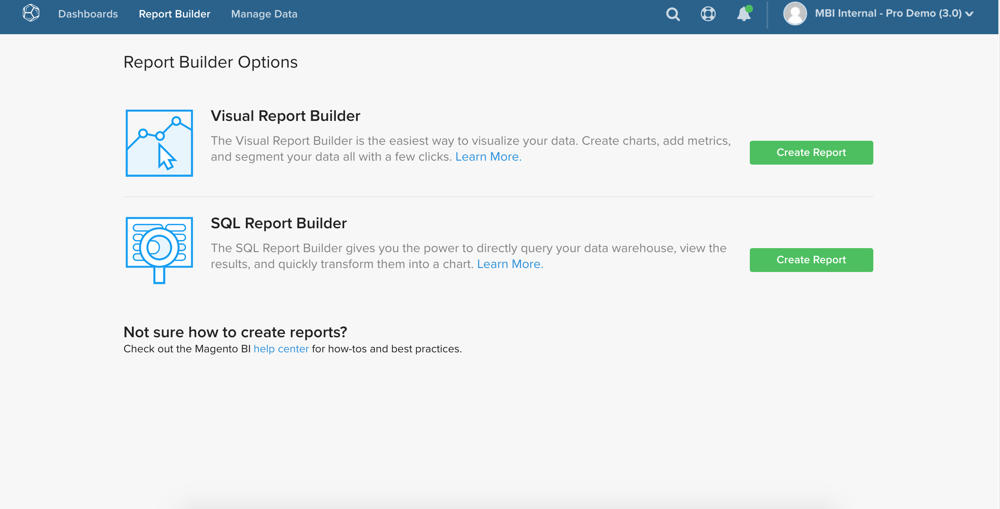 Dashboards Report Builder Manage Data MBI Internal - Pro Demo (3.0)
Report Builder Options
Visual Report Builder
The Visual Report Builder is the easiest way to visualize your data. Create charts, add metrics,
and segment your data all with a few clicks. Learn More.
Create Report
SQL Report Builder
The SQL Report Builder gives you the power to directly query your data warehouse, view the
results, and quickly transform them into a chart. Learn More.
Create Report
Not sure how to create reports?
Check out the Magento BI help center for how-tos and best practices.